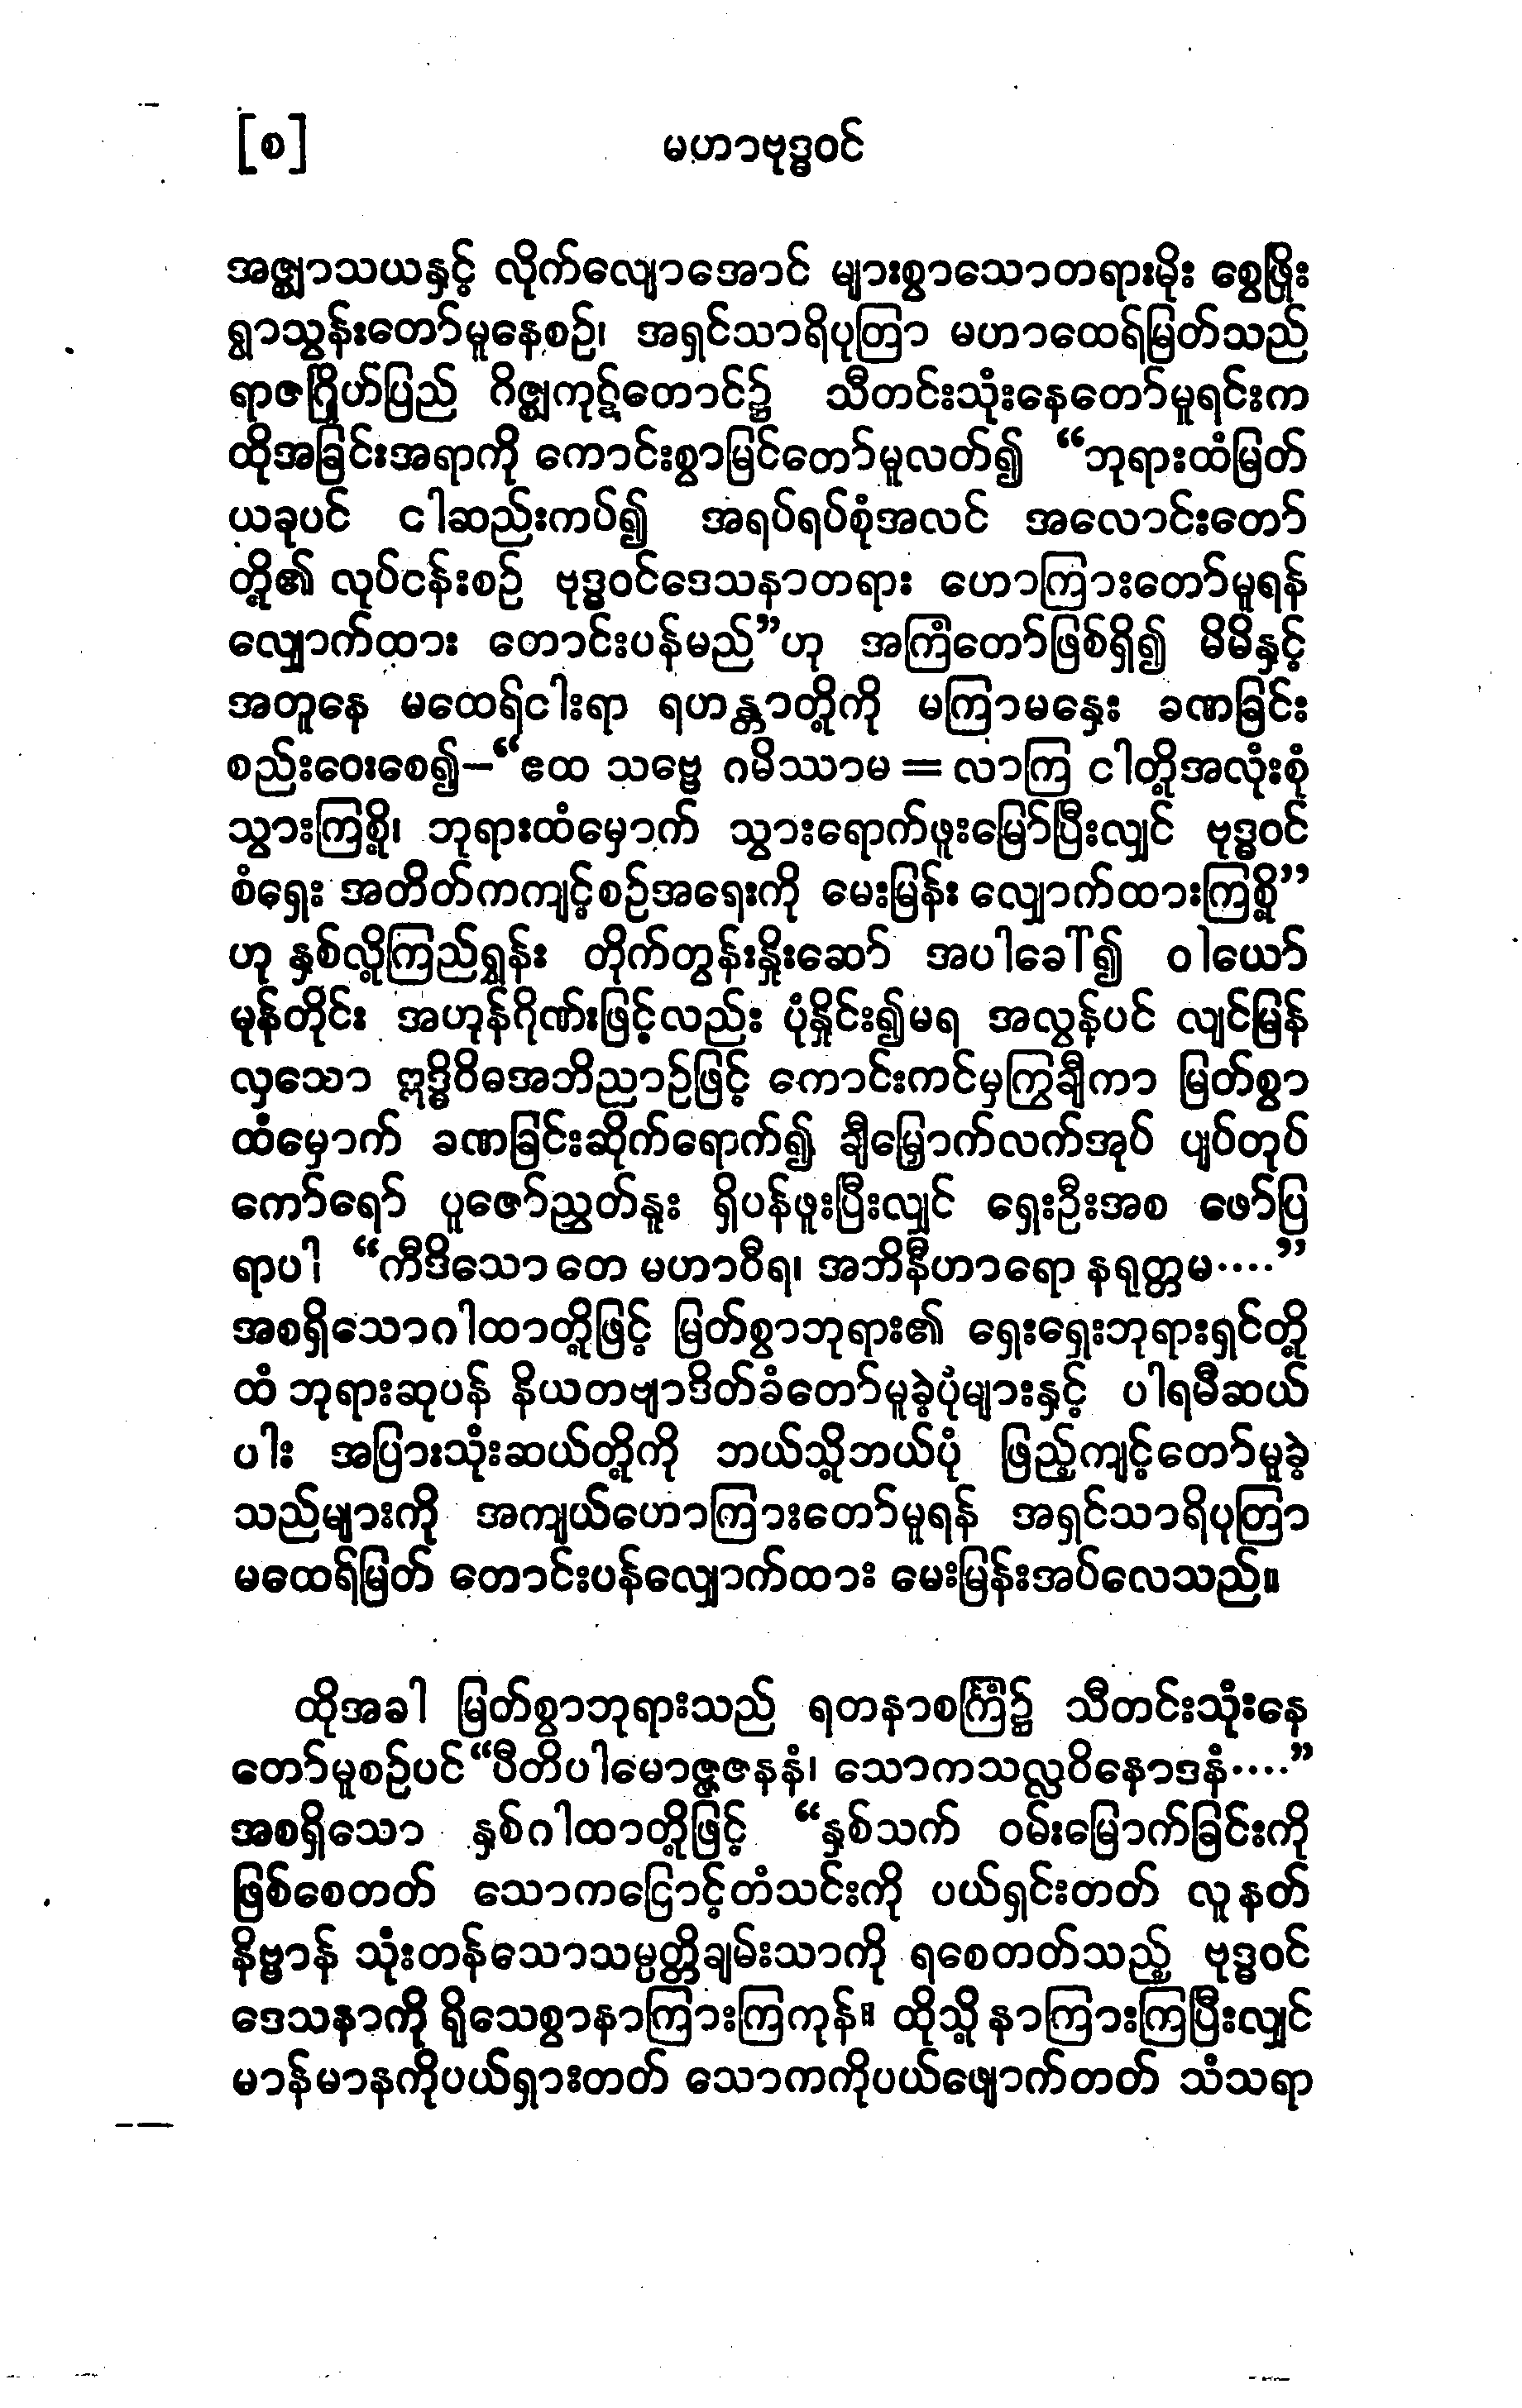 [စ]
မဟာဗုဒ္ဓဝင်
အဇ္ဈာသယနှင့် လိုက်လျောအောင် များစွာသောတရားမိုး စွေဖြိုး
ရွာသွန်းတော်မူနေစဉ်၊ အရှင်သာရိပုတြာ မဟာထေရ်မြတ်သည်
ရာဇဂြိုဟ်ပြည် ဂိဇ္ဈကုဋ်တောင်၌ သီတင်းသုံးနေတော်မူရင်းက
ထိုအခြင်းအရာကို ကောင်းစွာမြင်တော်မူလတ်၍ “ဘုရားထံမြတ်
ယခုပင် ငါဆည်းကပ်၍ အရပ်ရပ်စုံအလင် အလောင်းတော်
တို့၏ လုပ်ငန်းစဉ် ဗုဒ္ဓဝင်ဒေသနာတရား ဟောကြားတော်မူရန်
လျှောက်ထား တောင်းပန်မည်”ဟု အကြံတော်ဖြစ်ရှိ၍ မိမိနှင့်
အတူနေ မထေရ်ငါးရာ ရဟန္တာတို့ကို မကြာမနှေး ခဏခြင်း
စည်းဝေးစေ၍–“ဧထ သဗ္ဗေ ဂမိဿာမ = လာကြ ငါတို့အလုံးစုံ
သွားကြစို့၊ ဘုရားထံမှောက် သွားရောက်ဖူးမြော်ပြီးလျှင် ဗုဒ္ဓဝင်
စံရှေး အတိတ်ကကျင့်စဉ်အရေးကို မေးမြန်း လျှောက်ထားကြစို့”
ဟု နှစ်လို့ကြည်ရွှန်း တိုက်တွန်းနှိုးဆော် အပါခေါ်၍ ဝါယော်
မုန်တိုင်း အဟုန်ဂိုဏ်းဖြင့်လည်း ပုံနှိုင်း၍မရ အလွန့်ပင် လျင်မြန်
လှသော ဣဒ္ဓိဝိဓအဘိညာဉ်ဖြင့် ကောင်းကင်မှကြွချီကာ မြတ်စွာ
ထံမှောက် ခဏခြင်းဆိုက်ရောက်၍ ချီမြှောက်လက်အုပ် ပျပ်တုပ်
ကော်ရော် ပူဇော်ညွှတ်နူး ရှိပန်ဖူးပြီးလျှင် ရှေးဦးအစ ဖော်ပြ
ရာပါ “ကီဒိသော တေ မဟာဝီရ၊ အဘိနီဟာရော နရုတ္တမ....”
အစရှိသောဂါထာတို့ဖြင့် မြတ်စွာဘုရား၏ ရှေးရှေးဘုရားရှင်တို့
ထံ ဘုရားဆုပန် နိယတဗျာဒိတ်ခံတော်မူခဲ့ပုံများနှင့် ပါရမီဆယ်
ပါး အပြားသုံးဆယ်တို့ကို ဘယ်သို့ဘယ်ပုံ ဖြည့်ကျင့်တော်မူခဲ့
သည်များကို အကျယ်ဟောကြားတော်မူရန် အရှင်သာရိပုတြာ
မထေရ်မြတ် တောင်းပန်လျှောက်ထား မေးမြန်းအပ်လေသည်။
ထိုအခါ မြတ်စွာဘုရားသည် ရတနာစင်္ကြံ၌ သီတင်းသုံးနေ
တော်မူစဉ်ပင်“ပီတိပါမောဇ္ဇဇနနံ၊ သောကသလ္လဝိနောဒနံ....”
အစရှိသော နှစ်ဂါထာတို့ဖြင့် “နှစ်သက် ဝမ်းမြောက်ခြင်းကို
ဖြစ်စေတတ် သောကငြောင့်တံသင်းကို ပယ်ရှင်းတတ် လူနတ်
နိဗ္ဗာန် သုံးတန်သောသမ္ပတ္တိချမ်းသာကို ရစေတတ်သည့် ဗုဒ္ဓဝင်
ဒေသနာကို ရိုသေစွာနာကြားကြကုန်။ ထိုသို့ နာကြားကြပြီးလျှင်
မာန်မာနကိုပယ်ရှားတတ် သောကကိုပယ်ဖျောက်တတ် သံသရာ